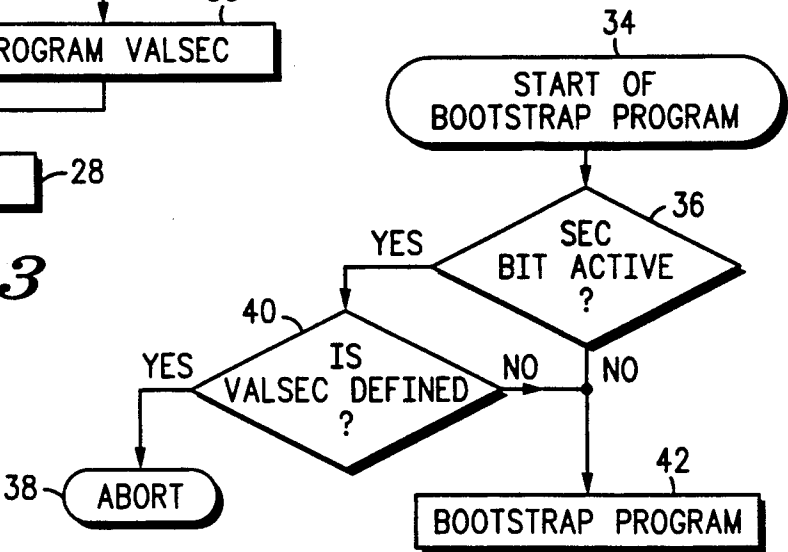 ROGRAM VALSEC
28
3
34
START OF
BOOTSTRAP PROGRAM
36
SEC
BIT ACTIVE
?
YES
40
IS
VALSEC DEFINED
?
YES
NO
NO
38
ABORT
42
BOOTSTRAP PROGRAM